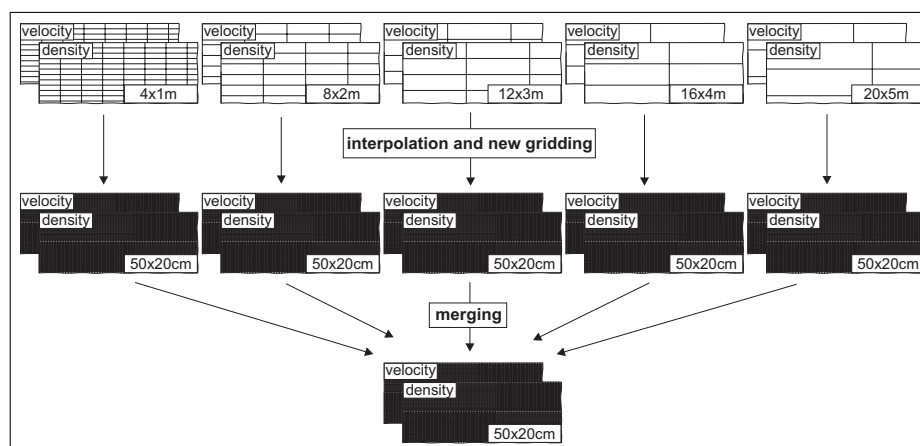 velocity velocity velocity velocity velocity
density density density density density
4x1m 8x2m 12x3m 16x4m 20x5m
interpolation and new gridding
velocity velocity velocity velocity velocity
density density density density density
50x20cm 50x20cm 50x20cm 50x20cm 50x20cm
merging
velocity
density
50x20cm